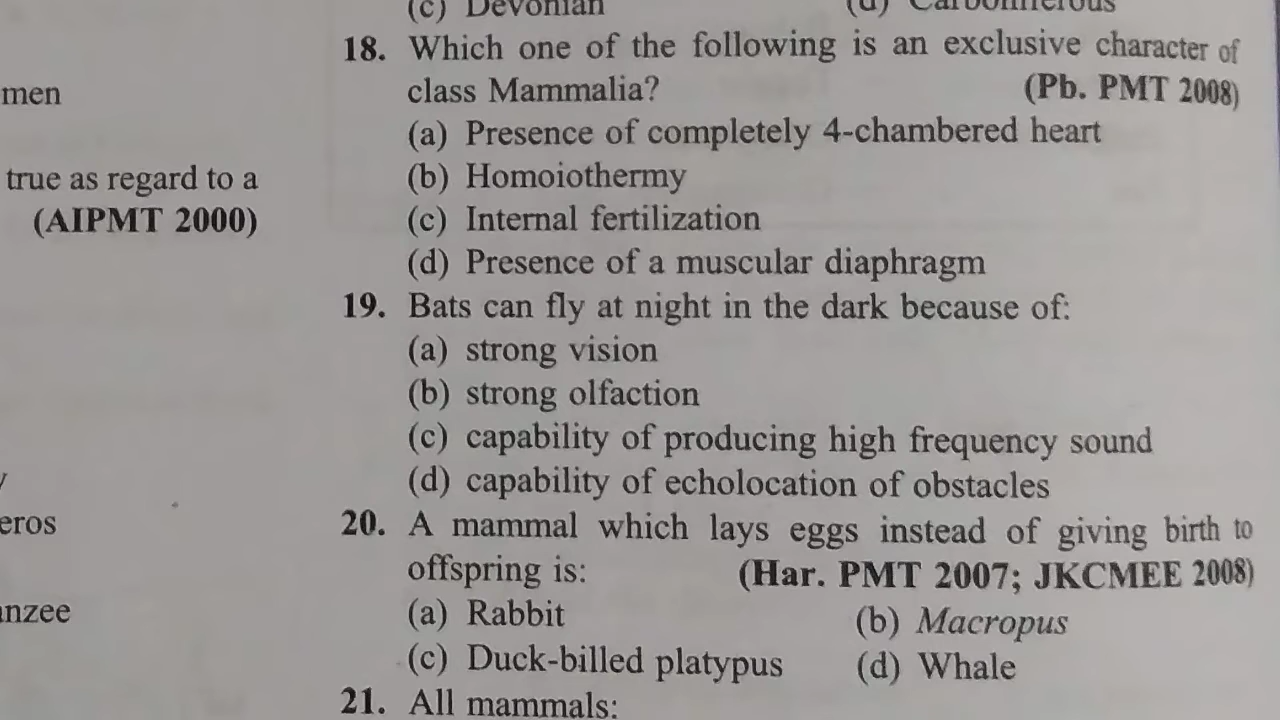 men
true as regard to a
(AIPMT 2000)
eros
anzee
(c) Devonian (d) Carboniferous
18. Which one of the following is an exclusive character of
class Mammalia? (Pb. PMT 2008)
(a) Presence of completely 4-chambered heart
(b) Homoiothermy
(c) Internal fertilization
(d) Presence of a muscular diaphragm
19. Bats can fly at night in the dark because of:
(a) strong vision
(b) strong olfaction
(c) capability of producing high frequency sound
(d) capability of echolocation of obstacles
20. A mammal which lays eggs instead of giving birth to
offspring is: (Har. PMT 2007; JKCMEE 2008)
(a) Rabbit (b) Macropus
(c) Duck-billed platypus (d) Whale
21. All mammals: